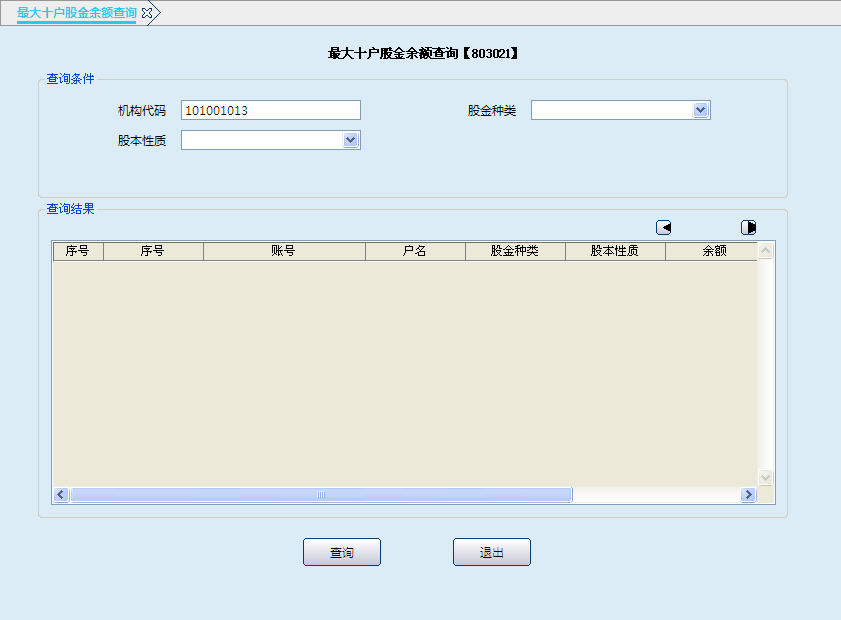 最大十户股金余额查询
最大十户股金余额查询【803021】
查询条件
机构代码 101001013 股金种类
股本性质
查询结果
序号 序号 账号 户名 股金种类 股本性质 余额
查询 退出